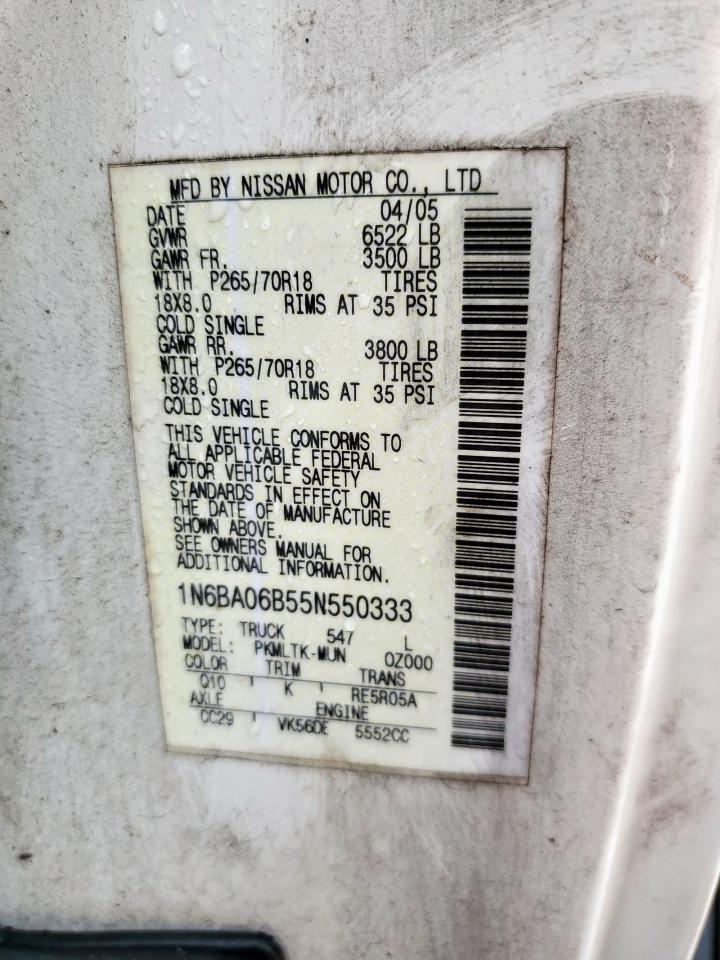 MFD BY NISSAN MOTOR CO., LTD
DATE 04/05
GVWR 6522 LB
GAWR FR. 3500 LB
WITH P265/70R18 TIRES
18X8.0 RIMS AT 35 PSI
COLD SINGLE
GAWR RR. 3800 LB
WITH P265/70R18 TIRES
18X8.0 RIMS AT 35 PSI
COLD SINGLE
THIS VEHICLE CONFORMS TO
ALL APPLICABLE FEDERAL
MOTOR VEHICLE SAFETY
STANDARDS IN EFFECT ON
THE DATE OF MANUFACTURE
SHOWN ABOVE.
SEE OWNERS MANUAL FOR
ADDITIONAL INFORMATION.
1N6BA06B55N550333
TYPE: TRUCK 547 L
MODEL: PKMLTK-MUN 0Z000
COLOR TRIM TRANS
Q10 K RE5R05A
AXLE ENGINE
CC29 VK56DE 5552CC